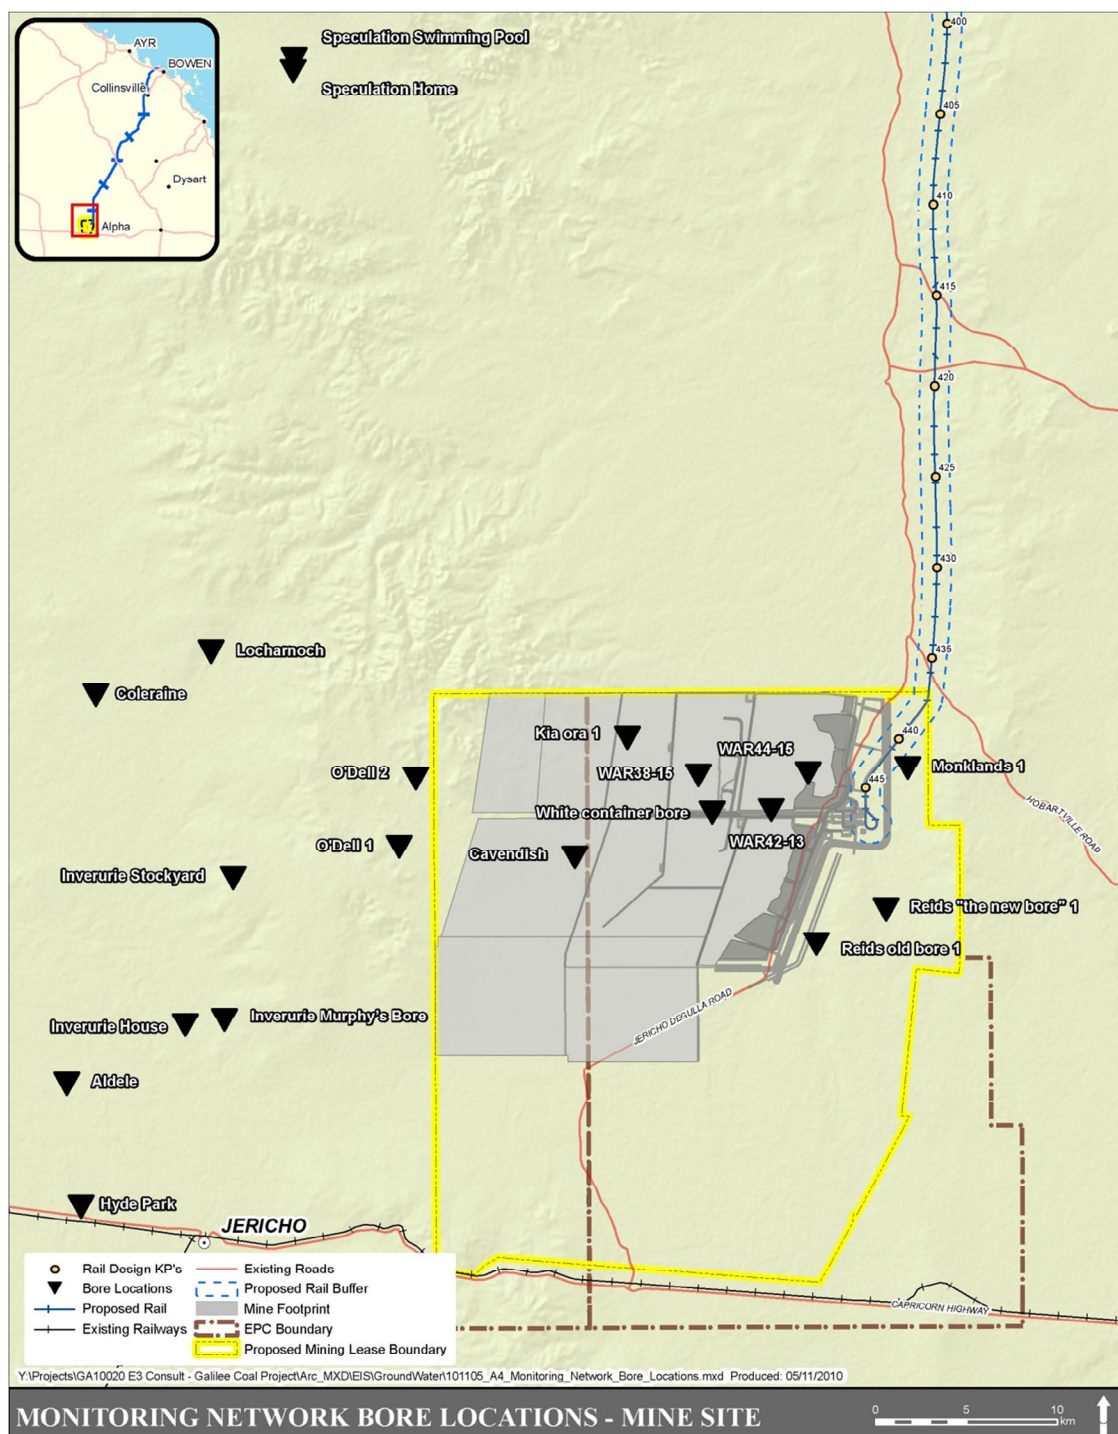 AYR
BOWEN
Collinsville
Dysart
Alpha
Speculation Swimming Pool
Speculation Home
400
405
410
415
420
425
430
435
440
445
Locharnoch
Coleraine
Kia ora 1
WAR44-15
O'Dell 2
WAR38-15
Monklands 1
White container bore
HOBARTVILLE ROAD
O'Dell 1
WAR42-13
Cavendish
Inverurie Stockyard
Reids "the new bore" 1
Reids old bore 1
JERICHO DEGULLA ROAD
Inverurie House
Inverurie Murphy's Bore
Aldele
Hyde Park
JERICHO
CAPRICORN HIGHWAY
Rail Design KP's
Bore Locations
Proposed Rail
Existing Railways
Existing Roads
Proposed Rail Buffer
Mine Footprint
EPC Boundary
Proposed Mining Lease Boundary
Y:\Projects\GA10020 E3 Consult - Galilee Coal Project\Arc_MXD\EIS\GroundWater\101105_A4_Monitoring_Network_Bore_Locations.mxd Produced: 05/11/2010
MONITORING NETWORK BORE LOCATIONS - MINE SITE
0 5 10
km